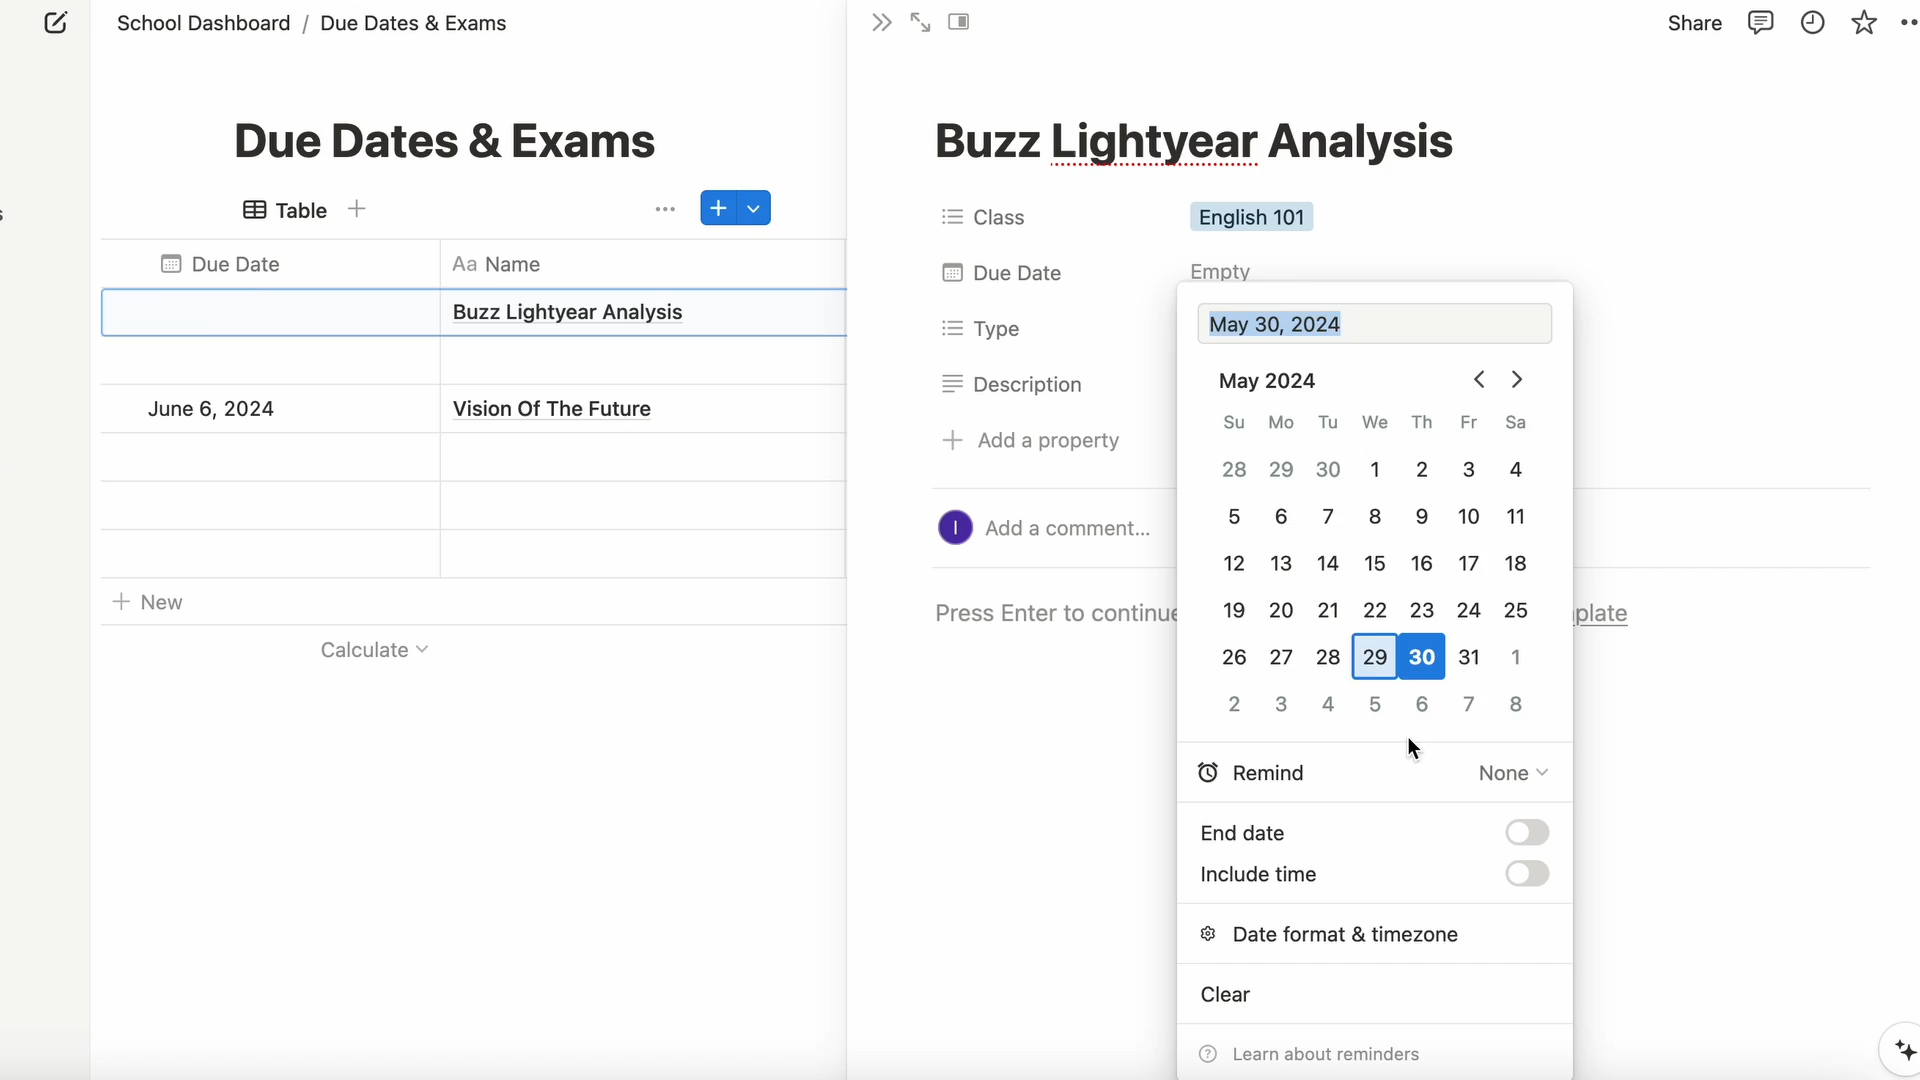 School Dashboard / Due Dates & Exams
Share
Due Dates & Exams
Table
Due Date
Aa Name
Buzz Lightyear Analysis
June 6, 2024
Vision Of The Future
New
Calculate
Buzz Lightyear Analysis
Class
English 101
Due Date
Empty
Type
Description
Add a property
I
Add a comment...
Press Enter to continue
May 30, 2024
May 2024
Su Mo Tu We Th Fr Sa
28 29 30 1 2 3 4
5 6 7 8 9 10 11
12 13 14 15 16 17 18
19 20 21 22 23 24 25
26 27 28 29 30 31 1
2 3 4 5 6 7 8
Remind
None
End date
Include time
Date format & timezone
Clear
? Learn about reminders